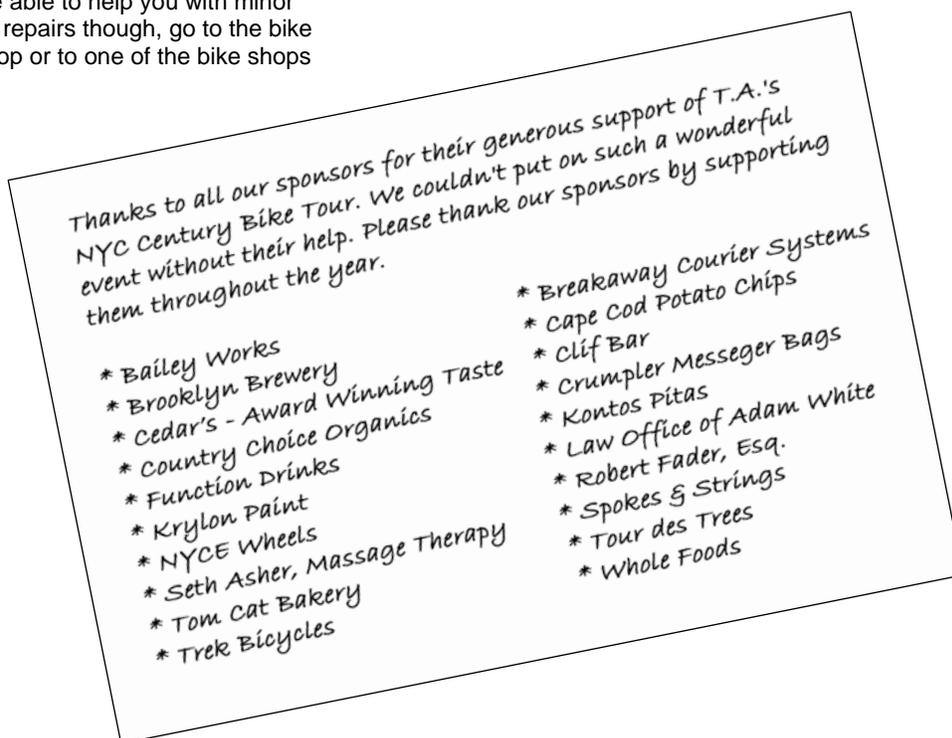 able to help you with minor
repairs though, go to the bike
op or to one of the bike shops
Thanks to all our sponsors for their generous support of T.A.'s
NYC Century Bike Tour. We couldn't put on such a wonderful
event without their help. Please thank our sponsors by supporting
them throughout the year.
* Bailey Works
* Brooklyn Brewery
* Cedar's - Award Winning Taste
* Country Choice Organics
* Function Drinks
* Krylon Paint
* NYCE Wheels
* Seth Asher, Massage Therapy
* Tom Cat Bakery
* Trek Bicycles
* Breakaway Courier Systems
* Cape Cod Potato Chips
* Clif Bar
* Crumpler Messeger Bags
* Kontos Pitas
* Law Office of Adam White
* Robert Fader, Esq.
* Spokes & Strings
* Tour des Trees
* Whole Foods